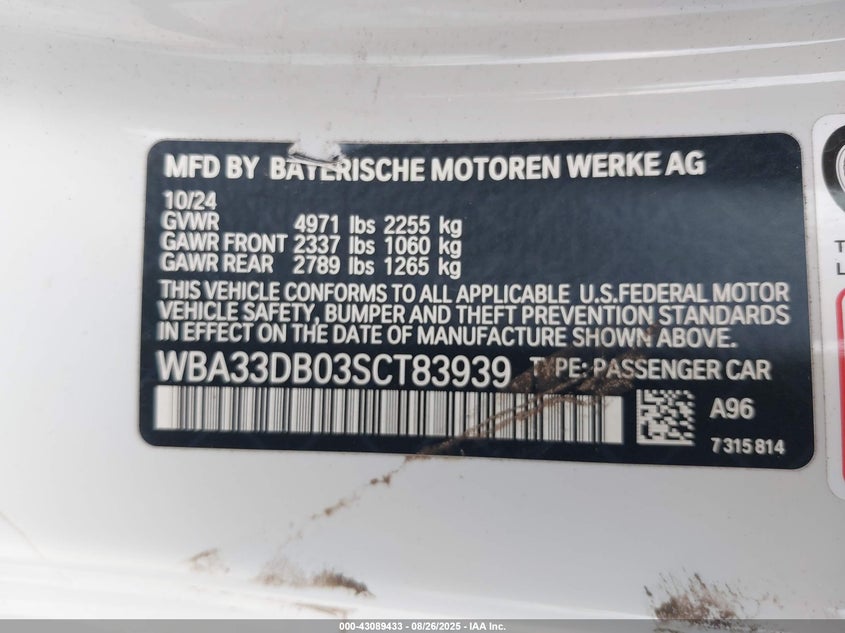 MFD BY BAYERISCHE MOTOREN WERKE AG
10/24
GVWR 4971 lbs 2255 kg
GAWR FRONT 2337 lbs 1060 kg
GAWR REAR 2789 lbs 1265 kg
THIS VEHICLE CONFORMS TO ALL APPLICABLE U.S.FEDERAL MOTOR
VEHICLE SAFETY, BUMPER AND THEFT PREVENTION STANDARDS
IN EFFECT ON THE DATE OF MANUFACTURE SHOWN ABOVE.
WBA33DB03SCT83939 TYPE: PASSENGER CAR
A96
7315814
T
L
000-43089433 - 08/26/2025 - IAA Inc.